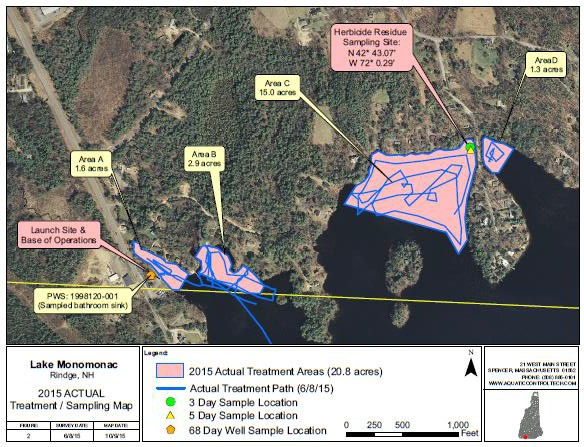 Herbicide Residue
Sampling Site:
N 42° 43.07'
W 72° 0.29'
AreaD
1.3 acres
Area C
15.0 acres
Area B
2.9 acres
Area A
1.6 acres
Launch Site &
Base of Operations
PWS: 1998120-001
(Sampled bathroom sink)
Lake Monomonac
Rindge, NH
2015 ACTUAL
Treatment / Sampling Map
FIGURE: SURVEY DATE: MAP DATE:
2 6/8/15 10/9/15
Legend:
2015 Actual Treatment Areas (20.8 acres)
Actual Treatment Path (6/8/15)
3 Day Sample Location
5 Day Sample Location
68 Day Well Sample Location
N
0 250 500 1,000
Feet
SPENCER, MASSACHUSETTS 01562
WWW.AQUATICCONTROLTECH.COM